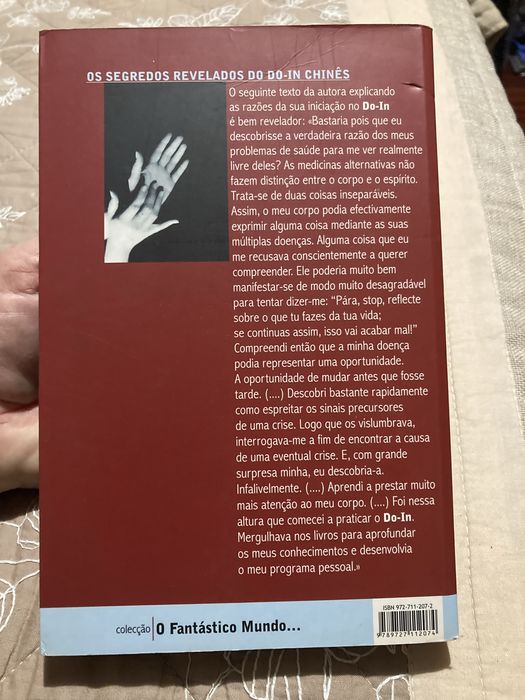 OS SEGREDOS REVELADOS DO DO-IN CHINÊS
O seguinte texto da autora explicando
as razões da sua iniciação no Do-In
é bem revelador: «Bastaria pois que eu
descobrisse a verdadeira razão dos meus
problemas de saúde para me ver realmente
livre deles? As medicinas alternativas não
fazem distinção entre o corpo e o espírito.
Trata-se de duas coisas inseparáveis.
Assim, o meu corpo podia efectivamente
exprimir alguma coisa mediante as suas
múltiplas doenças. Alguma coisa que eu
me recusava conscientemente a querer
compreender. Ele poderia muito bem
manifestar-se de modo muito desagradável
para tentar dizer-me: “Pára, stop, reflecte
sobre o que tu fazes da tua vida;
se continuas assim, isso vai acabar mal!”
Compreendi então que a minha doença
podia representar uma oportunidade.
A oportunidade de mudar antes que fosse
tarde. (....) Descobri bastante rapidamente
como espreitar os sinais precursores
de uma crise. Logo que os vislumbrava,
interrogava-me a fim de encontrar a causa
de uma eventual crise. E, com grande
surpresa minha, eu descobria-a.
Infalivelmente. (....) Aprendi a prestar muito
mais atenção ao meu corpo. (....) Foi nessa
altura que comecei a praticar o Do-In.
Mergulhava nos livros para aprofundar
os meus conhecimentos e desenvolvia
o meu programa pessoal.»
colecção O Fantástico Mundo...
ISBN 972-711-207-2
9789727112074